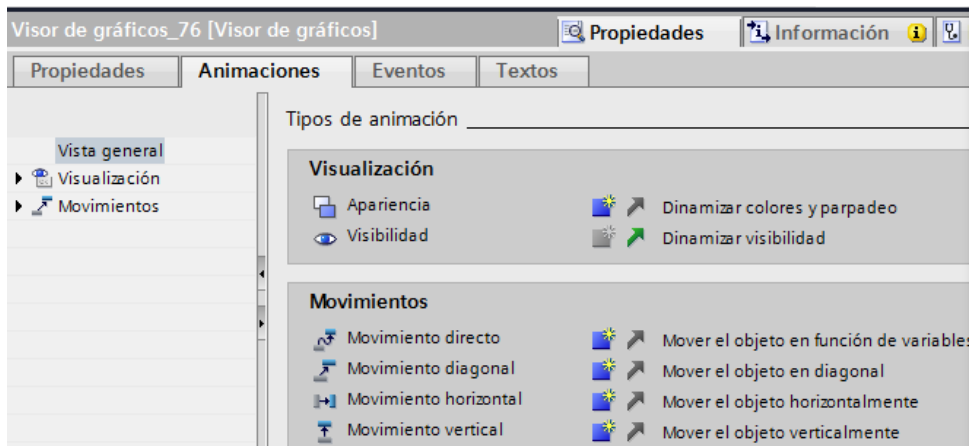 Visor de gráficos_76 [Visor de gráficos]
Propiedades
Información
Propiedades
Animaciones
Eventos
Textos
Tipos de animación
Vista general
Visualización
Movimientos
Visualización
Apariencia
Dinamizar colores y parpadeo
Visibilidad
Dinamizar visibilidad
Movimientos
Movimiento directo
Mover el objeto en función de variables
Movimiento diagonal
Mover el objeto en diagonal
Movimiento horizontal
Mover el objeto horizontalmente
Movimiento vertical
Mover el objeto verticalmente